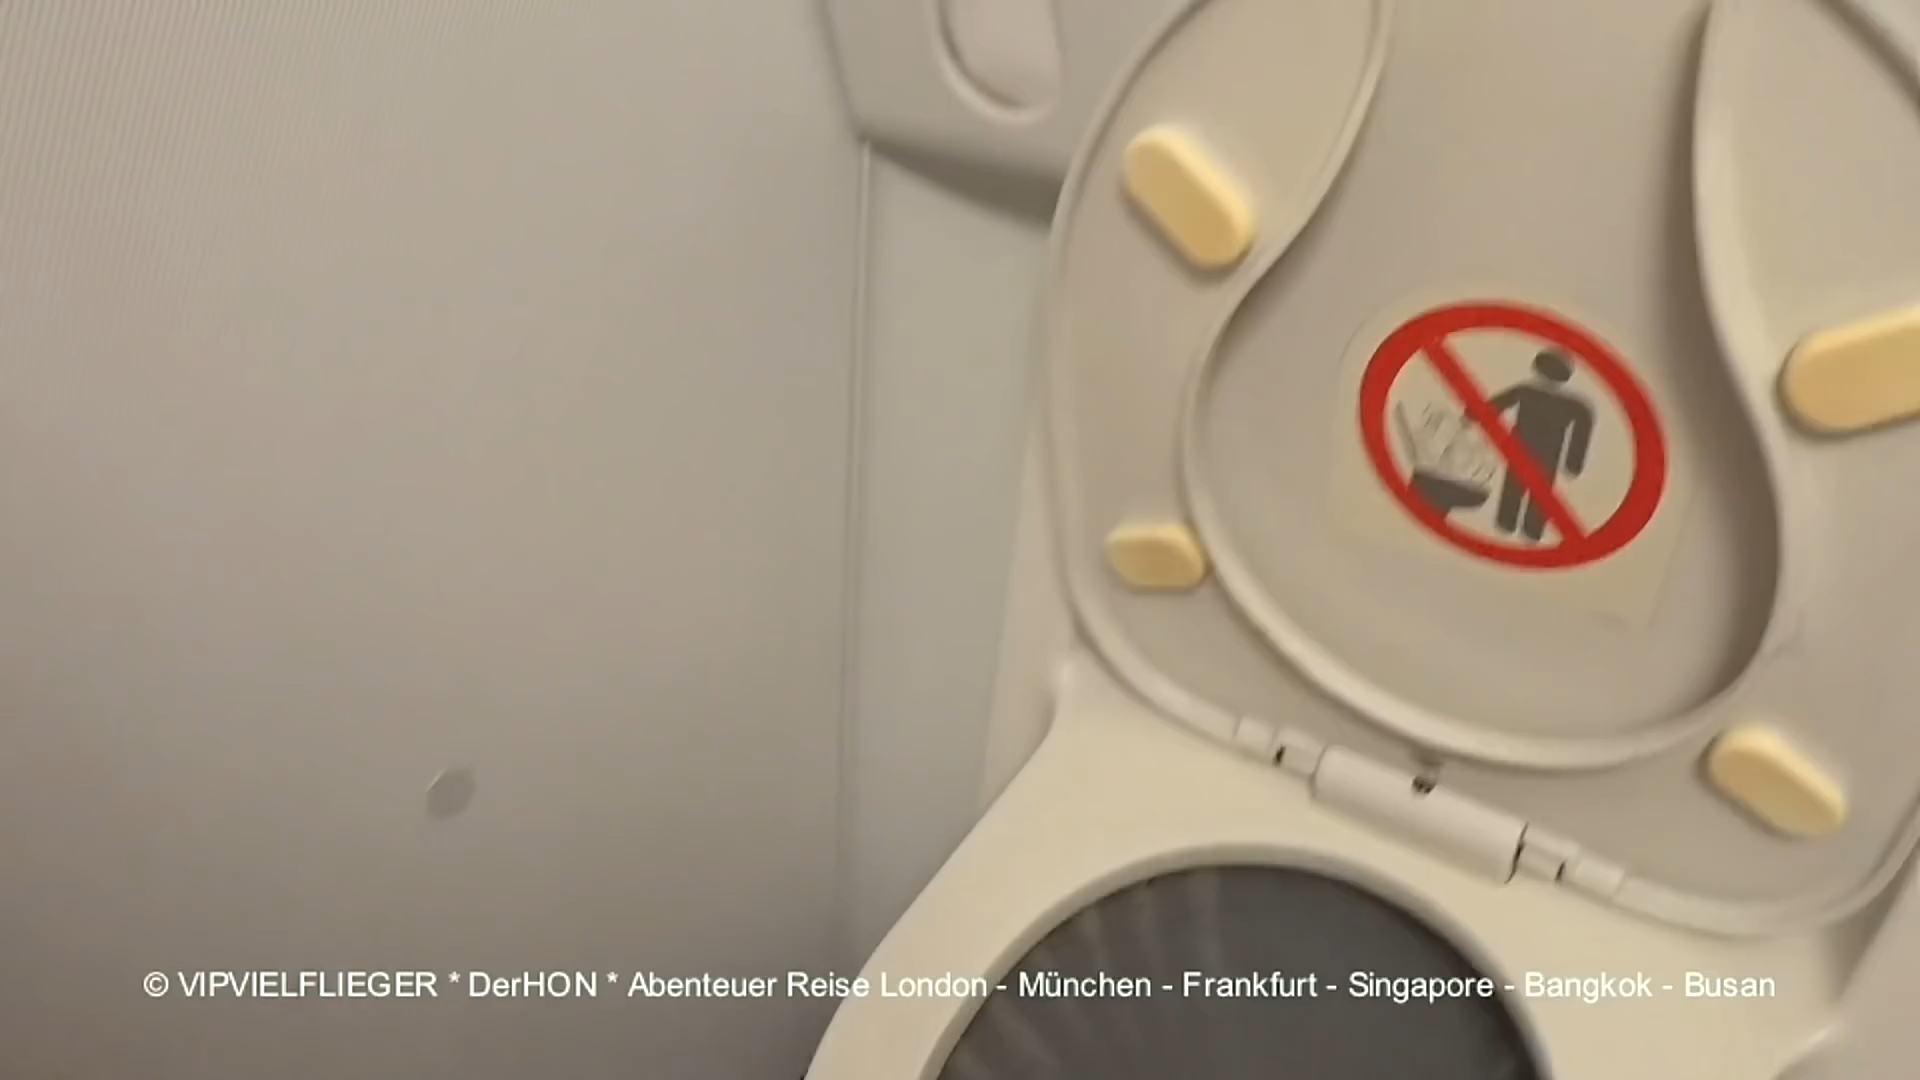 © VIPVIELFLIEGER * DerHON * Abenteuer Reise London - München - Frankfurt - Singapore - Bangkok - Busan